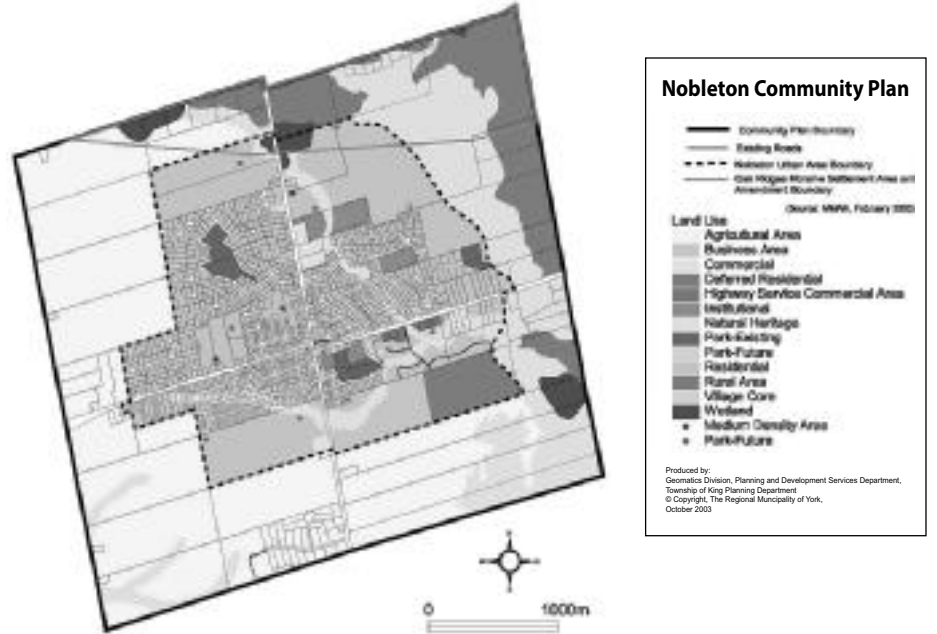 Nobleton Community Plan
Community Plan Boundary
Existing Roads
Nobleton Urban Area Boundary
Oak Ridges Moraine Settlement Area and
Amendment Boundary
(Source: MMAH, February 2002)
Land Use
Agricultural Area
Business Area
Commercial
Deferred Residential
Highway Service Commercial Area
Institutional
Natural Heritage
Park-Existing
Park-Future
Residential
Rural Area
Village Core
Wetland
Medium Density Area
Park-Future
Produced by:
Geomatics Division, Planning and Development Services Department,
Township of King Planning Department
© Copyright, The Regional Muncipality of York,
October 2003
0 1000m